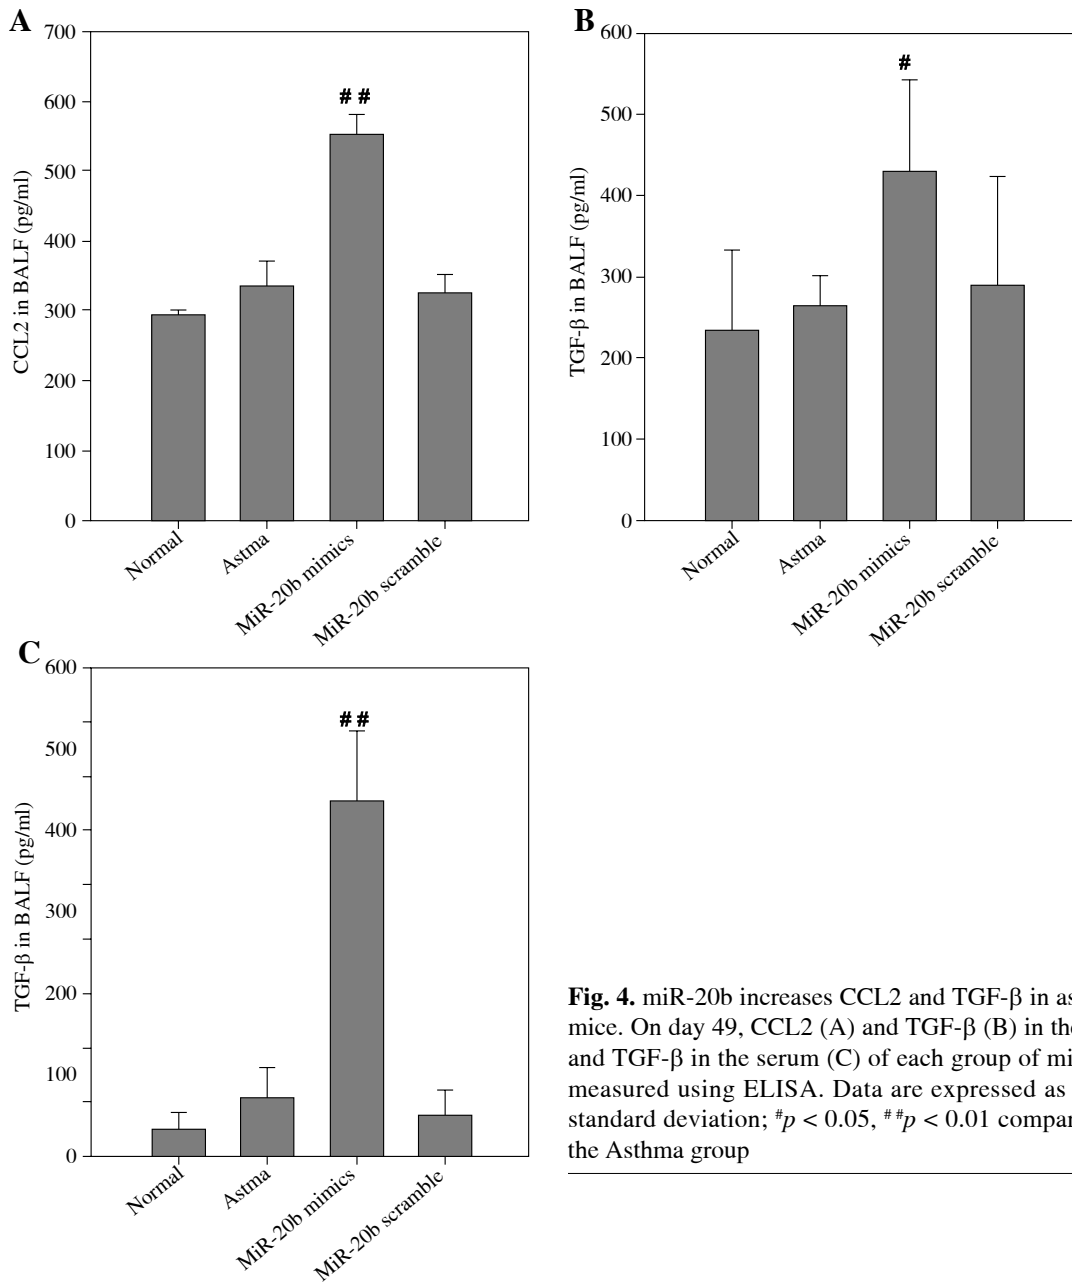 A
700
600
500
400
300
200
100
0
CCL2 in BALF (pg/ml)
# #
Normal
Astma
MiR-20b mimics
MiR-20b scramble
B
600
500
400
300
200
100
0
TGF-β in BALF (pg/ml)
#
Normal
Astma
MiR-20b mimics
MiR-20b scramble
C
600
500
400
300
200
100
0
TGF-β in BALF (pg/ml)
# #
Normal
Astma
MiR-20b mimics
MiR-20b scramble
Fig. 4. miR-20b increases CCL2 and TGF-β in as
mice. On day 49, CCL2 (A) and TGF-β (B) in the
and TGF-β in the serum (C) of each group of mi
measured using ELISA. Data are expressed as
standard deviation; #p < 0.05, ##p < 0.01 compar
the Asthma group